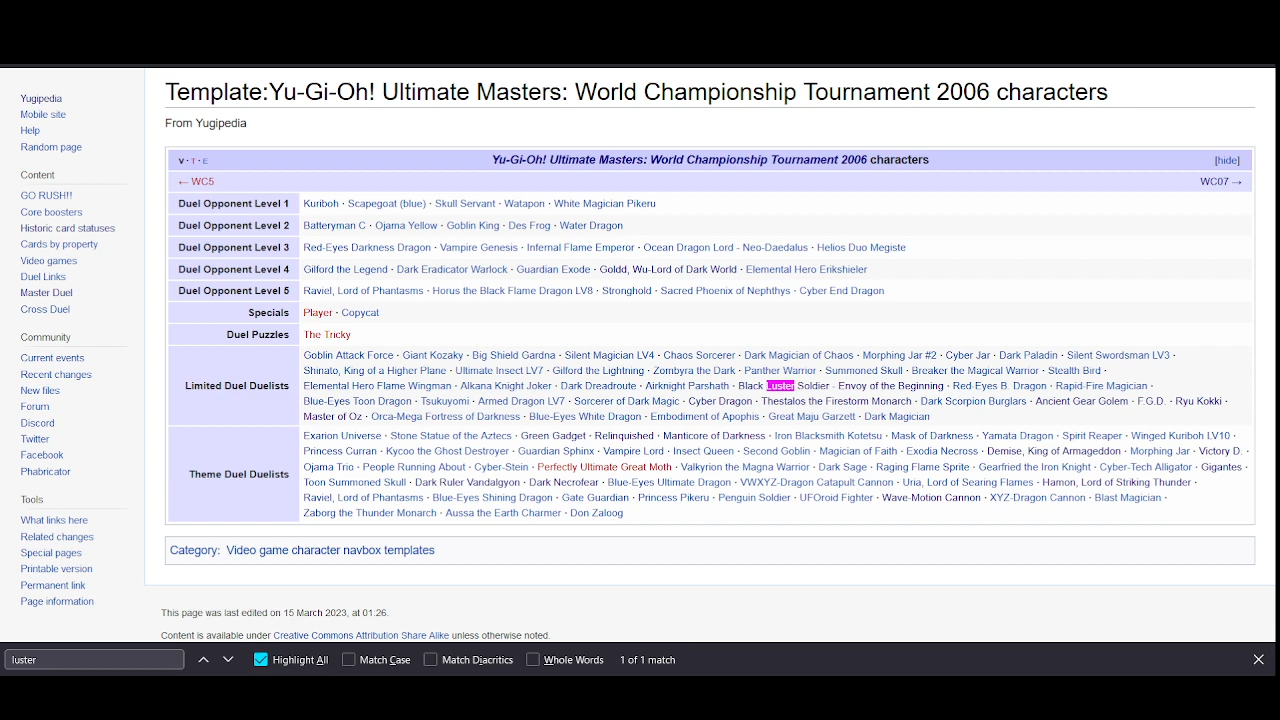 Template:Yu-Gi-Oh! Ultimate Masters: World Championship Tournament 2006 characters
From Yugipedia
Yugipedia
Mobile site
Help
Random page
Content
GO RUSH!!
Core boosters
Historic card statuses
Cards by property
Video games
Duel Links
Master Duel
Cross Duel
Community
Current events
Recent changes
New files
Forum
Discord
Twitter
Facebook
Phabricator
Tools
What links here
Related changes
Special pages
Printable version
Permanent link
Page information
V · T · E Yu-Gi-Oh! Ultimate Masters: World Championship Tournament 2006 characters [hide]
← WC5 WC07 →
Duel Opponent Level 1 Kuriboh · Scapegoat (blue) · Skull Servant · Watapon · White Magician Pikeru
Duel Opponent Level 2 Batteryman C · Ojama Yellow · Goblin King · Des Frog · Water Dragon
Duel Opponent Level 3 Red-Eyes Darkness Dragon · Vampire Genesis · Infernal Flame Emperor · Ocean Dragon Lord - Neo-Daedalus · Helios Duo Megiste
Duel Opponent Level 4 Gilford the Legend · Dark Eradicator Warlock · Guardian Exode · Goldd, Wu-Lord of Dark World · Elemental Hero Erikshieler
Duel Opponent Level 5 Raviel, Lord of Phantasms · Horus the Black Flame Dragon LV8 · Stronghold · Sacred Phoenix of Nephthys · Cyber End Dragon
Specials Player · Copycat
Duel Puzzles The Tricky
Limited Duel Duelists
Goblin Attack Force · Giant Kozaky · Big Shield Gardna · Silent Magician LV4 · Chaos Sorcerer · Dark Magician of Chaos · Morphing Jar #2 · Cyber Jar · Dark Paladin · Silent Swordsman LV3 ·
Shinato, King of a Higher Plane · Ultimate Insect LV7 · Gilford the Lightning · Zombyra the Dark · Panther Warrior · Summoned Skull · Breaker the Magical Warrior · Stealth Bird ·
Elemental Hero Flame Wingman · Alkana Knight Joker · Dark Dreadroute · Airknight Parshath · Black Luster Soldier - Envoy of the Beginning · Red-Eyes B. Dragon · Rapid-Fire Magician ·
Blue-Eyes Toon Dragon · Tsukuyomi · Armed Dragon LV7 · Sorcerer of Dark Magic · Cyber Dragon · Thestalos the Firestorm Monarch · Dark Scorpion Burglars · Ancient Gear Golem · F.G.D. · Ryu Kokki ·
Master of Oz · Orca-Mega Fortress of Darkness · Blue-Eyes White Dragon · Embodiment of Apophis · Great Maju Garzett · Dark Magician
Theme Duel Duelists
Exarion Universe · Stone Statue of the Aztecs · Green Gadget · Relinquished · Manticore of Darkness · Iron Blacksmith Kotetsu · Mask of Darkness · Yamata Dragon · Spirit Reaper · Winged Kuriboh LV10 ·
Princess Curran · Kycoo the Ghost Destroyer · Guardian Sphinx · Vampire Lord · Insect Queen · Second Goblin · Magician of Faith · Exodia Necross · Demise, King of Armageddon · Morphing Jar · Victory D. ·
Ojama Trio · People Running About · Cyber-Stein · Perfectly Ultimate Great Moth · Valkyrion the Magna Warrior · Dark Sage · Raging Flame Sprite · Gearfried the Iron Knight · Cyber-Tech Alligator · Gigantes ·
Toon Summoned Skull · Dark Ruler Vandalgyon · Dark Necrofear · Blue-Eyes Ultimate Dragon · VWXYZ-Dragon Catapult Cannon · Uria, Lord of Searing Flames · Hamon, Lord of Striking Thunder ·
Raviel, Lord of Phantasms · Blue-Eyes Shining Dragon · Gate Guardian · Princess Pikeru · Penguin Soldier · UFOroid Fighter · Wave-Motion Cannon · XYZ-Dragon Cannon · Blast Magician ·
Zaborg the Thunder Monarch · Aussa the Earth Charmer · Don Zaloog
Category: Video game character navbox templates
This page was last edited on 15 March 2023, at 01:26.
Content is available under Creative Commons Attribution Share Alike unless otherwise noted.
luster Highlight All Match Case Match Diacritics Whole Words 1 of 1 match